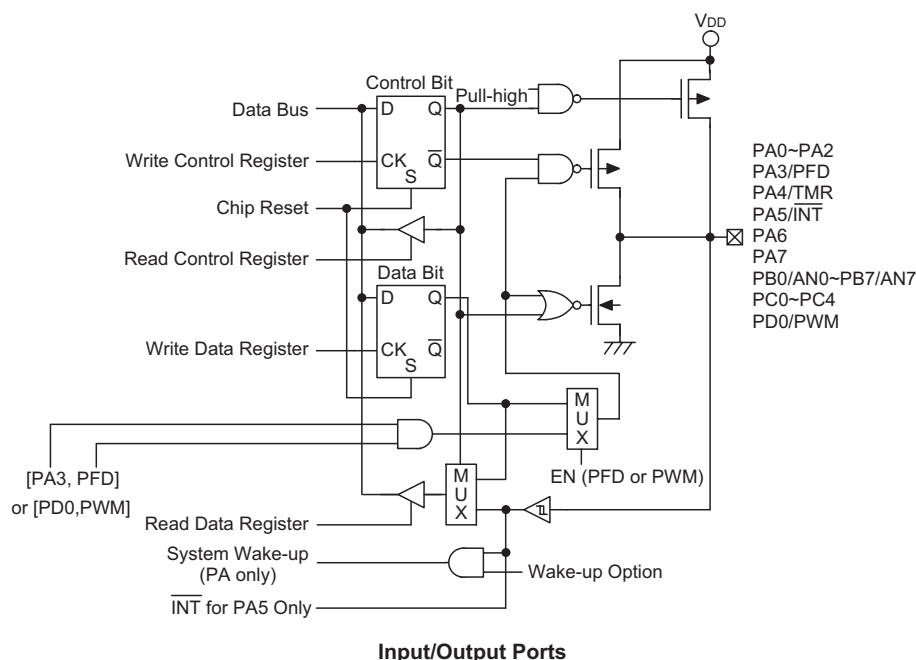 VDD
Control Bit
Pull-high
Data Bus
D Q
Write Control Register
CK Q
S
Chip Reset
Read Control Register
Data Bit
D Q
Write Data Register
CK Q
S
PA0~PA2
PA3/PFD
PA4/TMR
PA5/INT
PA6
PA7
PB0/AN0~PB7/AN7
PC0~PC4
PD0/PWM
M
U
X
EN (PFD or PWM)
[PA3, PFD]
or [PD0,PWM]
M
U
X
Read Data Register
System Wake-up
(PA only)
Wake-up Option
INT for PA5 Only
Input/Output Ports